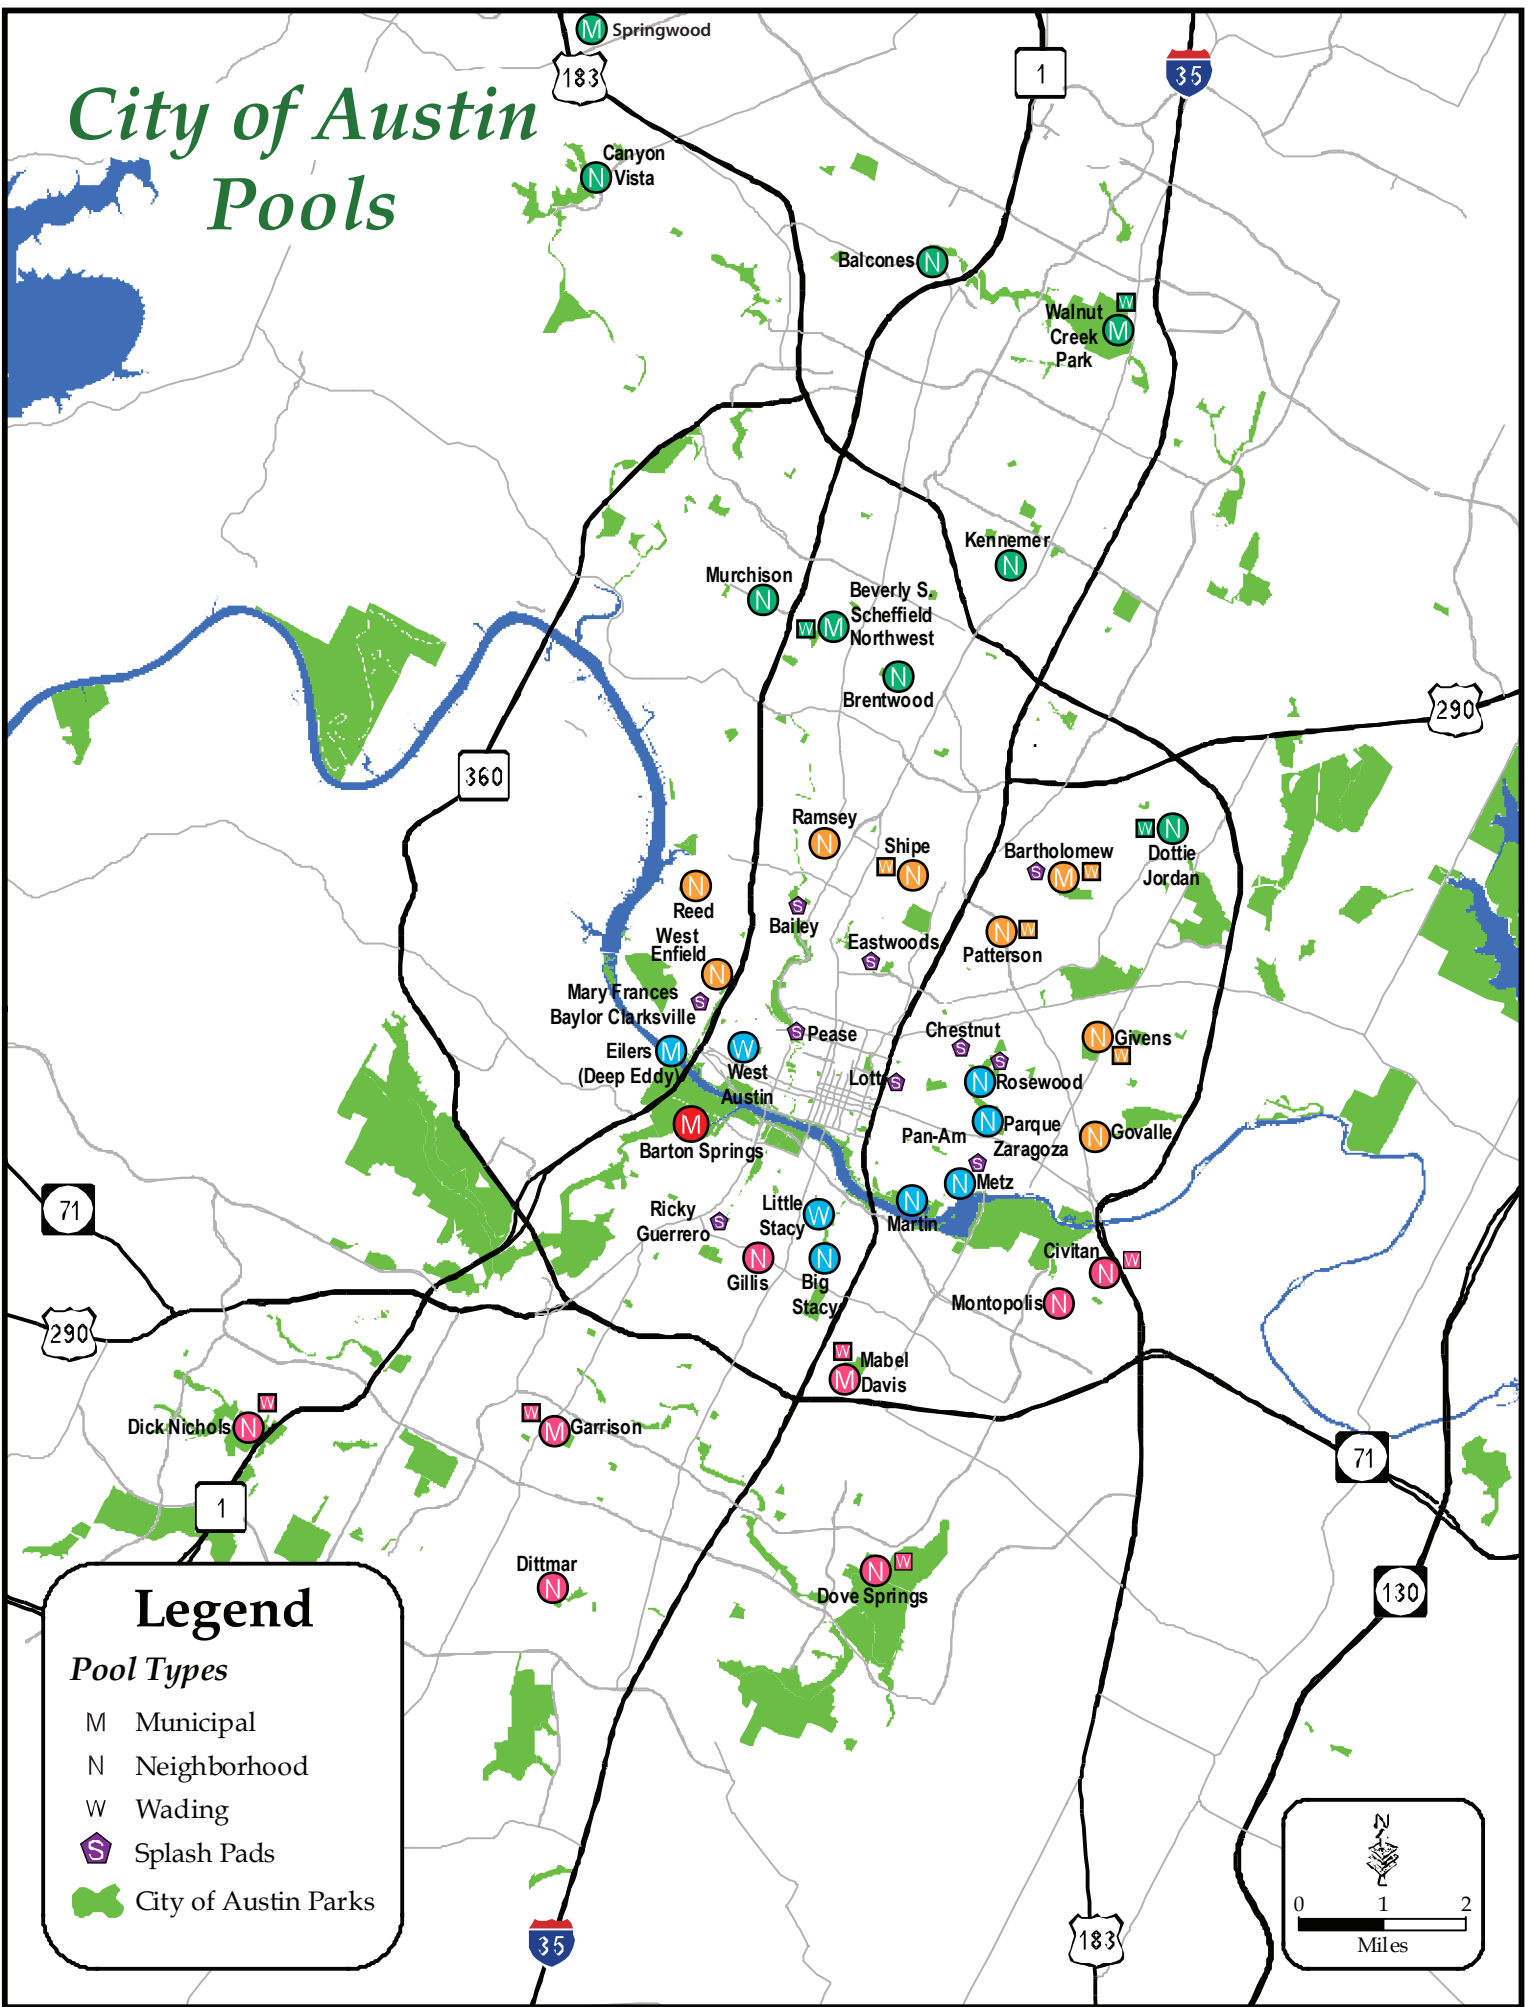 M Springwood
183
1
35
City of Austin
Pools
Canyon
N Vista
Balcones N
W
Walnut
Creek M
Park
Kennemer
N
Murchison
N
Beverly S.
Scheffield
W M
Northwest
N
Brentwood
290
360
Ramsey
N
Shipe
W N
Bartholomew
S M W
W N
Dottie
Jordan
N
Reed
S
Bailey
West
Enfield
N
Eastwoods
S
N W
Patterson
Mary Frances
Baylor Clarksville
S
S Pease
Chestnut
S
S
N Givens
W
Eilers M
(Deep Eddy)
W
West
Austin
Lott S
N Rosewood
M
Barton Springs
Pan-Am
N Parque
Zaragoza
N Govalle
S
N Metz
71
Ricky
Guerrero S
Little
Stacy W
N
Martin
N
Gillis
N
Big
Stacy
Civitan
N W
Montopolis N
290
W
Mabel
M Davis
W
Dick Nichols N
W
M Garrison
71
1
Dittmar
N
N W
Dove Springs
130
Legend
Pool Types
M Municipal
N Neighborhood
W Wading
S Splash Pads
City of Austin Parks
N
0 1 2
Miles
35
183